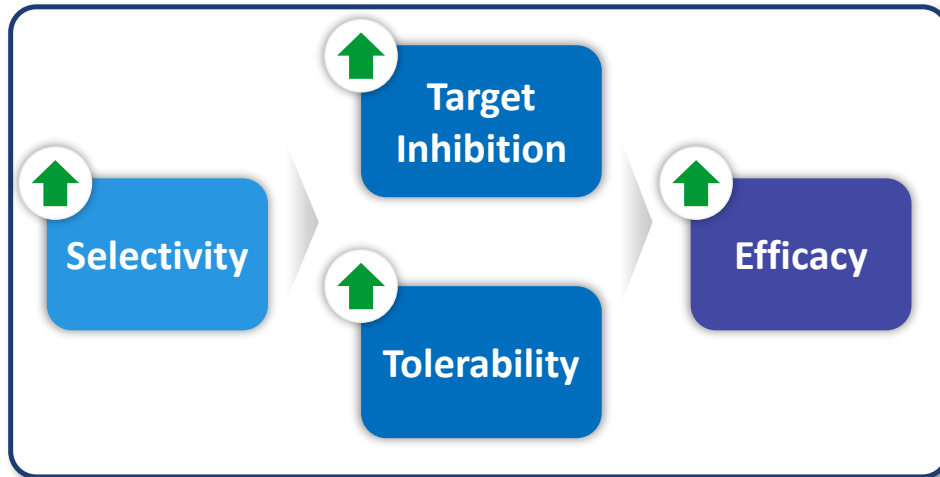 Selectivity
Target
Inhibition
Tolerability
Efficacy